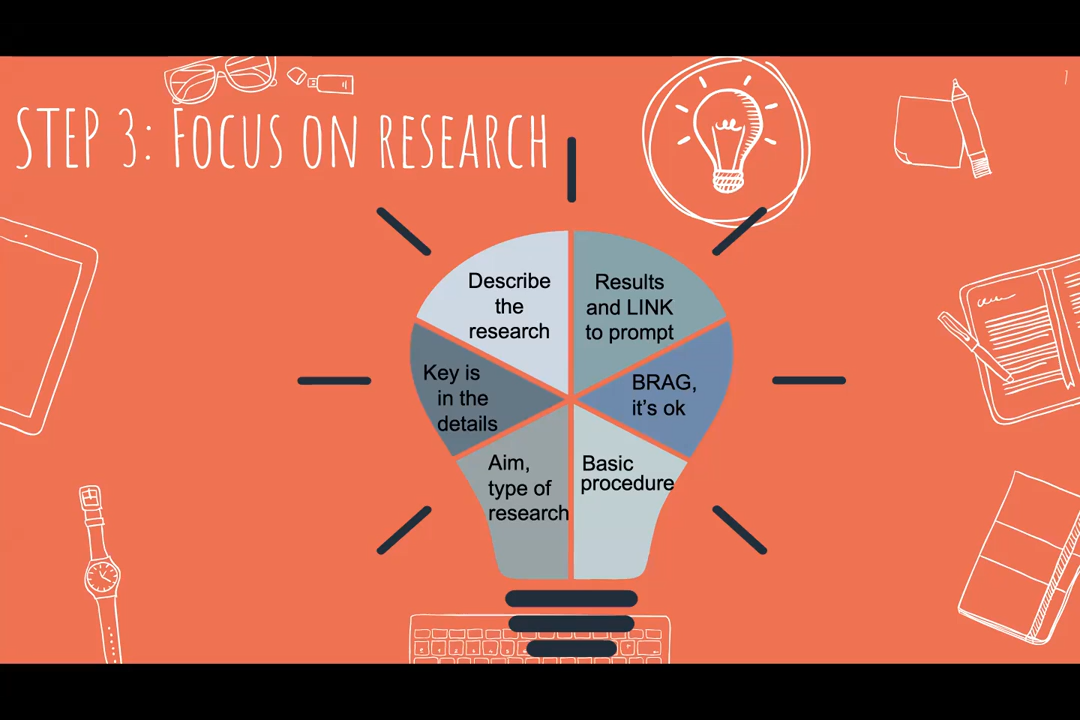 STEP 3: FOCUS ON RESEARCH
1
Describe
the
research
Results
and LINK
to prompt
Key is
in the
details
BRAG,
it's ok
Aim,
type of
research
Basic
procedure